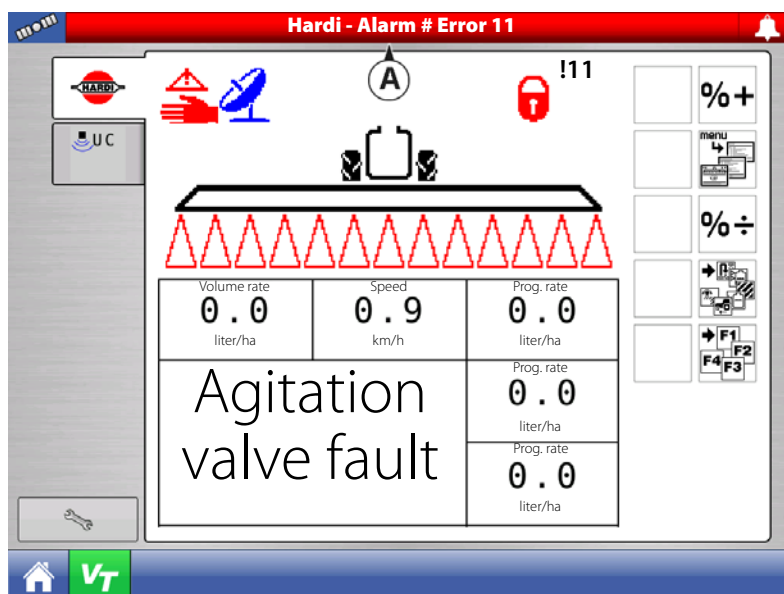 Hardi - Alarm # Error 11
A
!11
HARDI
%+
UC
menu
%÷
Volume rate
0.0
liter/ha
Speed
0.9
km/h
Prog. rate
0.0
liter/ha
F1
F2
F4
F3
Agitation
valve fault
Prog. rate
0.0
liter/ha
Prog. rate
0.0
liter/ha
VT